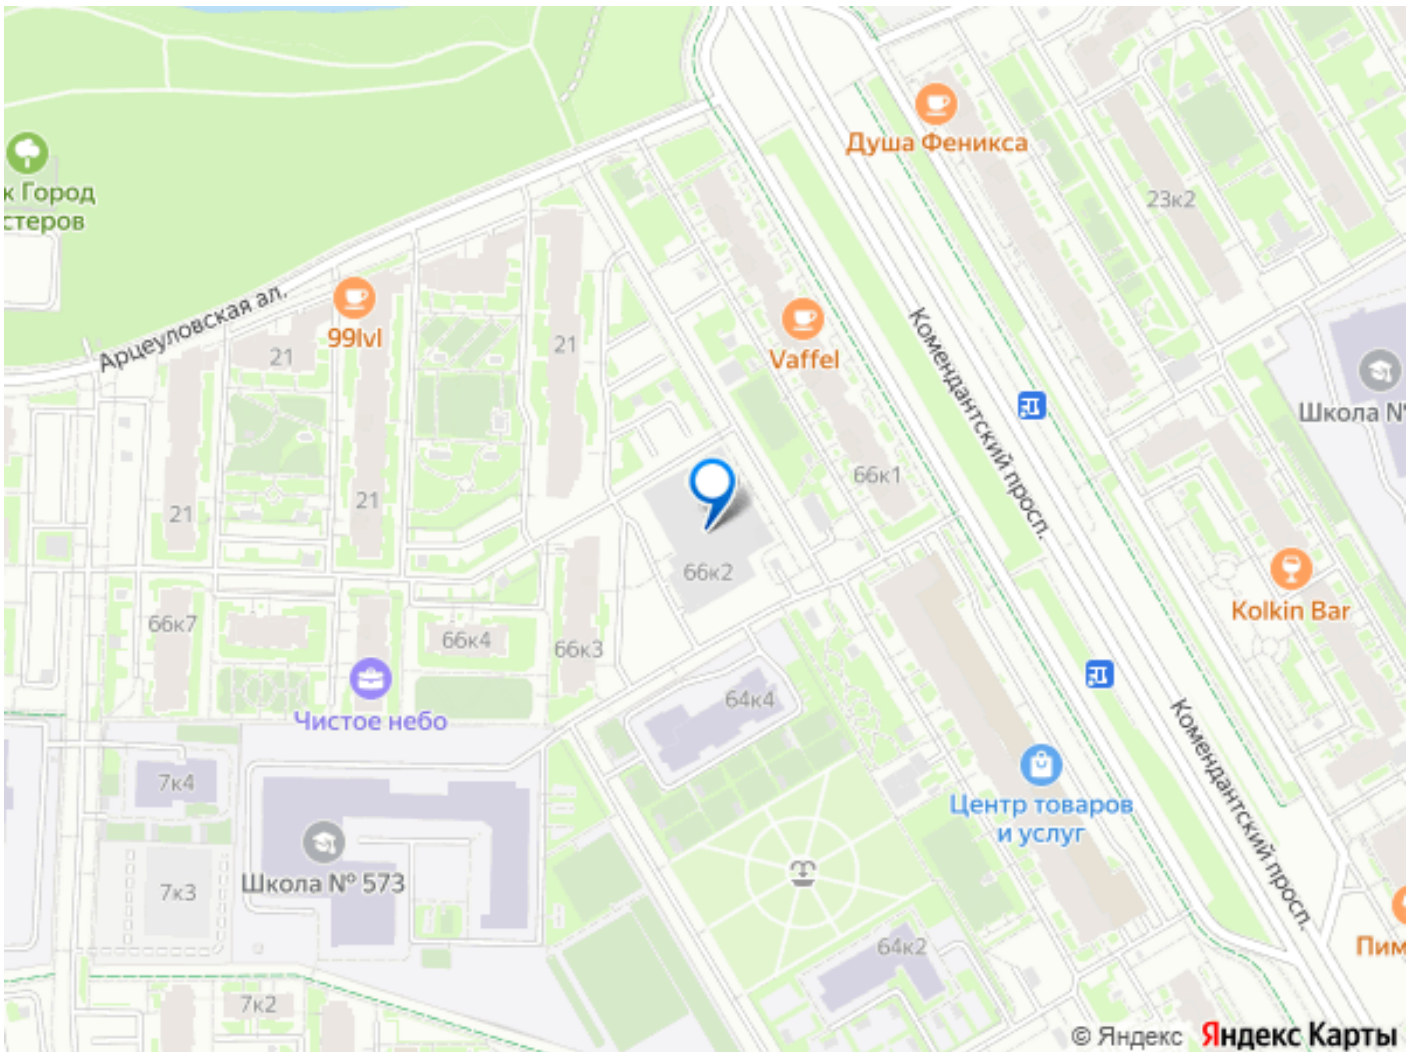 Душа Феникса
к Город
стеров
23к2
Арцеуловская ал.
99lvl
21
21
Vaffel
Комендантский просп.
Школа №
66к1
21
21
66к2
Kolkin Bar
66к7
66к4
66к3
64к4
Чистое небо
Комендантский просп.
7к4
Центр товаров
и услуг
Школа № 573
7к3
64к2
Пим
7к2
© Яндекс Яндекс Карты